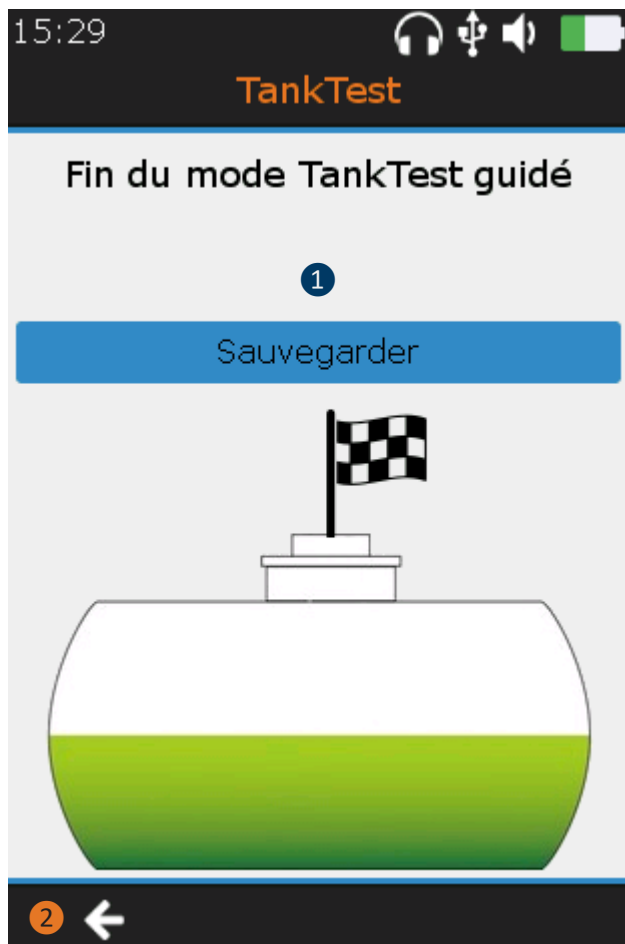 15:29
TankTest
Fin du mode TankTest guidé
1
Sauvegarder
2